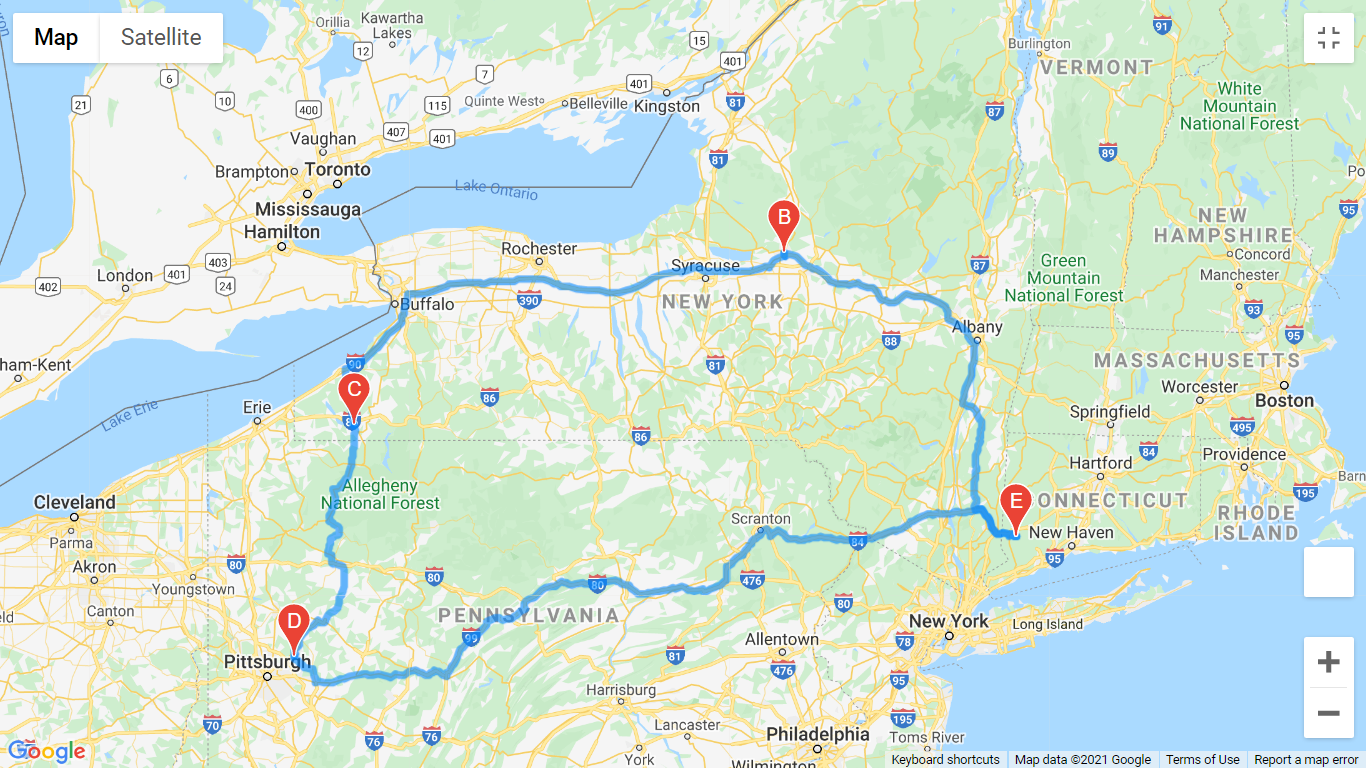 Map
Satellite
Orillia
Kawartha
Lakes
15
91
Burlington
VERMONT
12
401
6
7
401
White
Mountain
National Forest
21
10
400
115
Quinte West
Belleville
Kingston
81
87
407
401
Vaughan
89
81
Brampton
Toronto
Lake Ontario
Mississauga
Hamilton
95
B
NEW
HAMPSHIRE
Rochester
Concord
London
401
403
402
24
Syracuse
87
Green
Mountain
National Forest
Manchester
Buffalo
390
NEW YORK
93
Albany
95
88
ham-Kent
90
81
MASSACHUSETTS
Worcester
Boston
C
86
Lake Erie
Erie
Springfield
86
495
84
Providence
Hartford
Allegheny
National Forest
195
Cleveland
E
ONNECTICUT
RHODE
ISLAND
Scranton
New Haven
Parma
84
95
Akron
80
80
80
476
Youngstown
80
Canton
PENNSYLVANIA
D
New York
Long Island
99
Allentown
78
Pittsburgh
81
476
95
Harrisburg
70
76
76
Lancaster
195
Philadelphia
Toms River
York
Wilmington
Google
Keyboard shortcuts
Map data ©2021 Google
Terms of Use
Report a map error